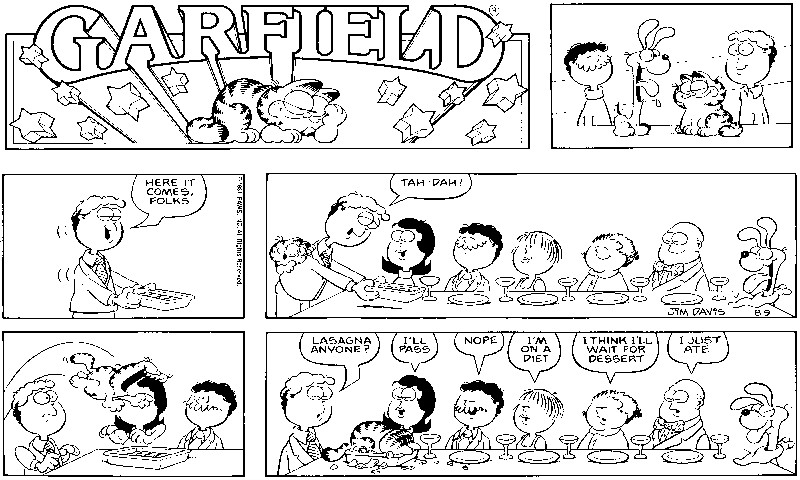 GARFIELD
HERE IT
COMES,
FOLKS
TAH-DAH!
JIM DAVIS 8-9
LASAGNA
ANYONE?
I'LL
PASS
NOPE
I'M
ON A
DIET
I THINK I'LL
WAIT FOR
DESSERT
I JUST
ATE